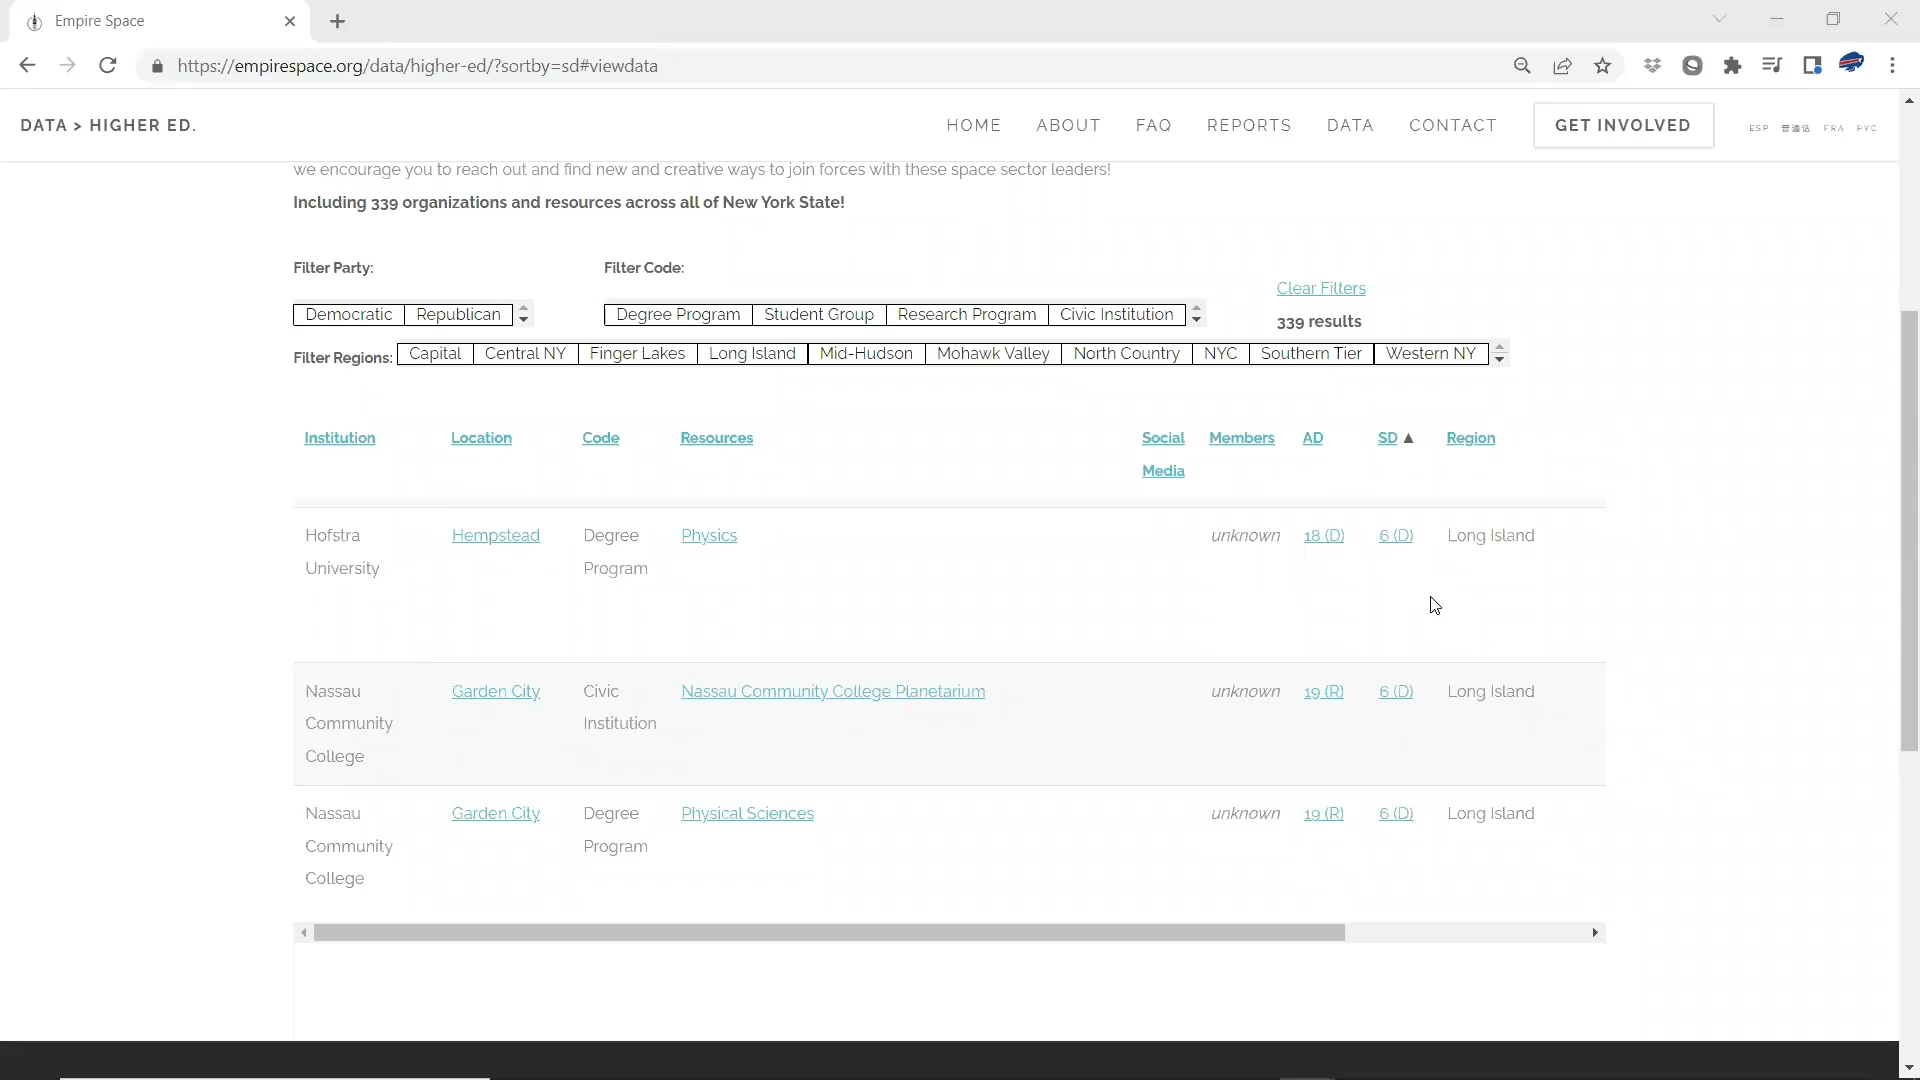 Empire Space
https://empirespace.org/data/higher-ed/?sortby=sd#viewdata
DATA > HIGHER ED.
HOME ABOUT FAQ REPORTS DATA CONTACT GET INVOLVED ESP 普通话 FRA РУС
we encourage you to reach out and find new and creative ways to join forces with these space sector leaders!
Including 339 organizations and resources across all of New York State!
Filter Party: Filter Code:
Clear Filters
Democratic Republican Degree Program Student Group Research Program Civic Institution
339 results
Filter Regions: Capital Central NY Finger Lakes Long Island Mid-Hudson Mohawk Valley North Country NYC Southern Tier Western NY
Institution Location Code Resources Social Members AD SD ▲ Region
Media
Hofstra Hempstead Degree Physics unknown 18 (D) 6 (D) Long Island
University Program
Nassau Garden City Civic Nassau Community College Planetarium unknown 19 (R) 6 (D) Long Island
Community Institution
College
Nassau Garden City Degree Physical Sciences unknown 19 (R) 6 (D) Long Island
Community Program
College